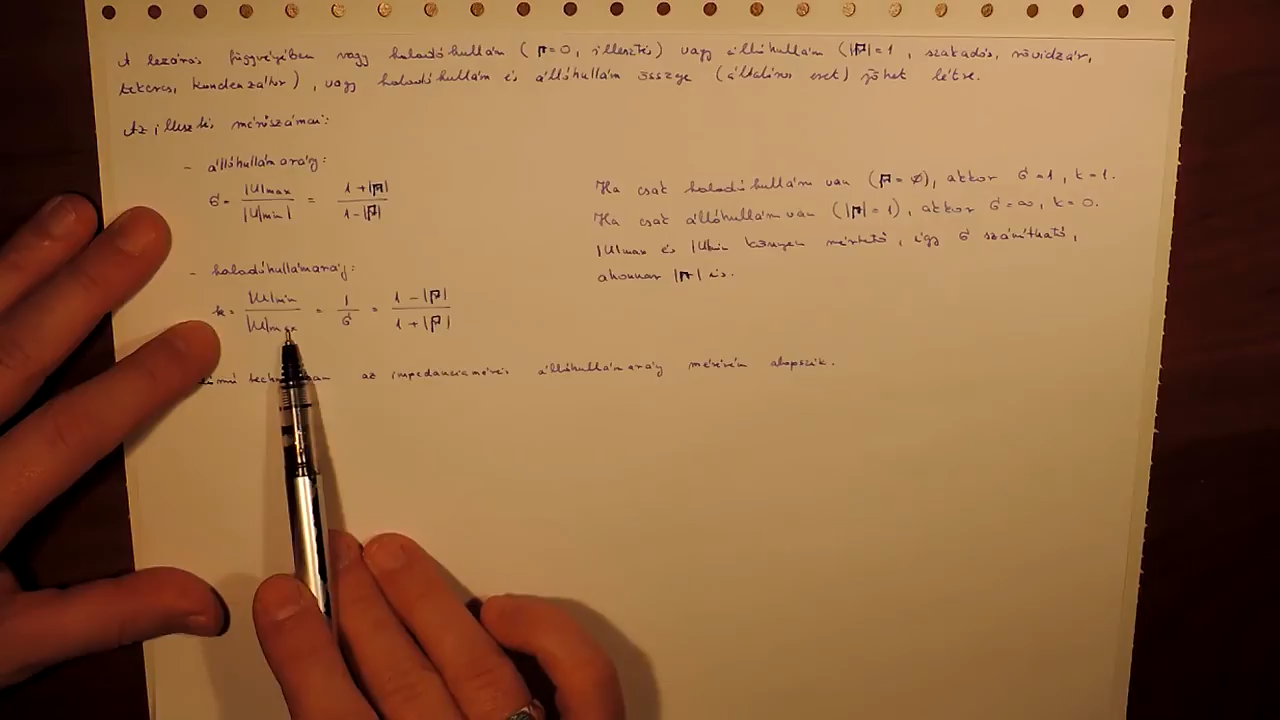 A lezárás függvényében vagy haladóhullám (Γ=0, illesztés) vagy állóhullám (|Γ|=1, szakadás, rövidzár,
tekercs, kondenzátor), vagy haladóhullám és állóhullám összege (általános eset) jöhet létre.
Az illesztés mérőszámai:
- állóhullámarány:
σ = |U|max / |U|min| = 1+|Γ| / 1-|Γ|
- haladóhullámarány:
k = |U|min / |U|max = 1 / σ = 1-|Γ| / 1+|Γ|
Ha csak haladóhullám van (Γ=∅), akkor σ=1, k=1.
Ha csak állóhullám van (|Γ|=1), akkor σ=∞, k=0.
|U|max és |U|min könnyen mérhető, így σ számítható,
ahonnan |Γ| is.
az impedanciamérés állóhullámarány mérésén alapszik.